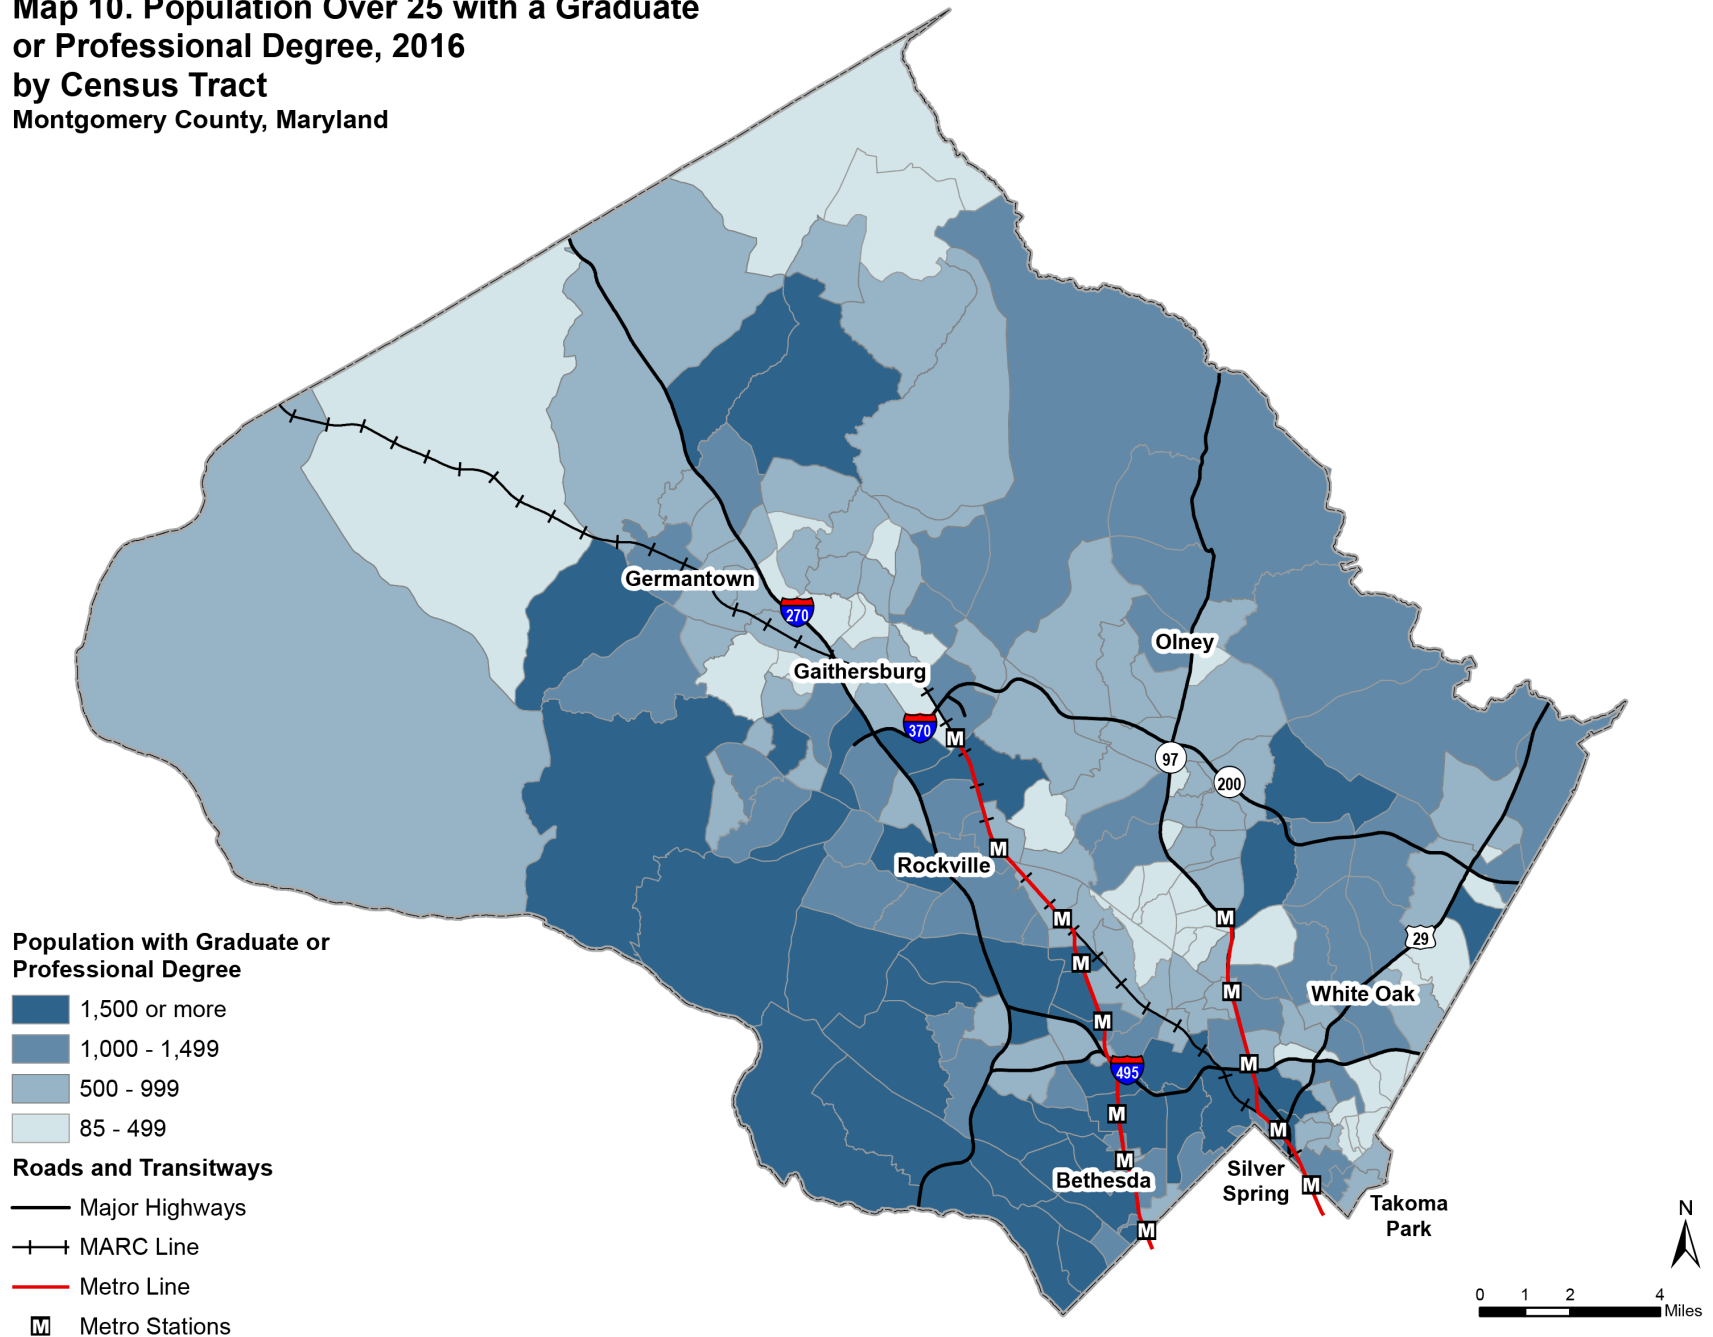 Map 10. Population Over 25 with a Graduate
or Professional Degree, 2016
by Census Tract
Montgomery County, Maryland
Germantown
270
Olney
Gaithersburg
370
M
97
200
M
Rockville
M
M
29
M
M
White Oak
M
M
495
M
M
M
Bethesda
Silver
Spring
M
M
Takoma
Park
Population with Graduate or
Professional Degree
1,500 or more
1,000 - 1,499
500 - 999
85 - 499
Roads and Transitways
Major Highways
MARC Line
Metro Line
M Metro Stations
N
0 1 2 4
Miles